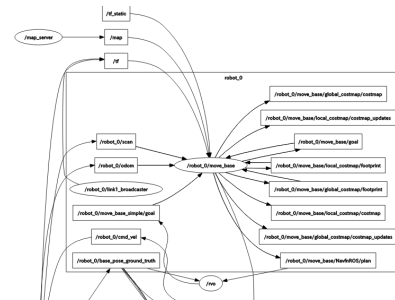 /tf_static
/map_server
/map
/tf
robot_0
/robot_0/move_base/global_costmap/costmap
/robot_0/move_base/local_costmap/costmap_updates
/robot_0/scan
/robot_0/move_base/goal
/robot_0/odom
/robot_0/move_base
/robot_0/move_base/local_costmap/footprint
/robot_0/link1_broadcaster
/robot_0/move_base/global_costmap/footprint
/robot_0/move_base_simple/goal
/robot_0/move_base/local_costmap/costmap
/robot_0/cmd_vel
/robot_0/move_base/global_costmap/costmap_updates
/robot_0/base_pose_ground_truth
/robot_0/move_base/NavfnROS/plan
/rvo